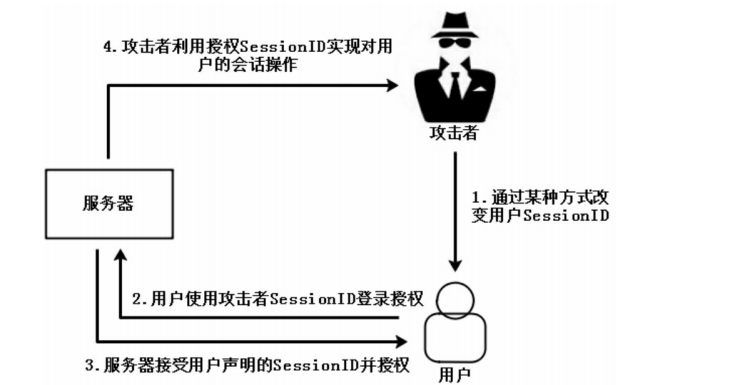 4. 攻击者利用授权SessionID实现对用
户的会话操作
攻击者
服务器
1.通过某种方式改
变用户SessionID
2.用户使用攻击者SessionID登录授权
3.服务器接受用户声明的SessionID并授权
用户